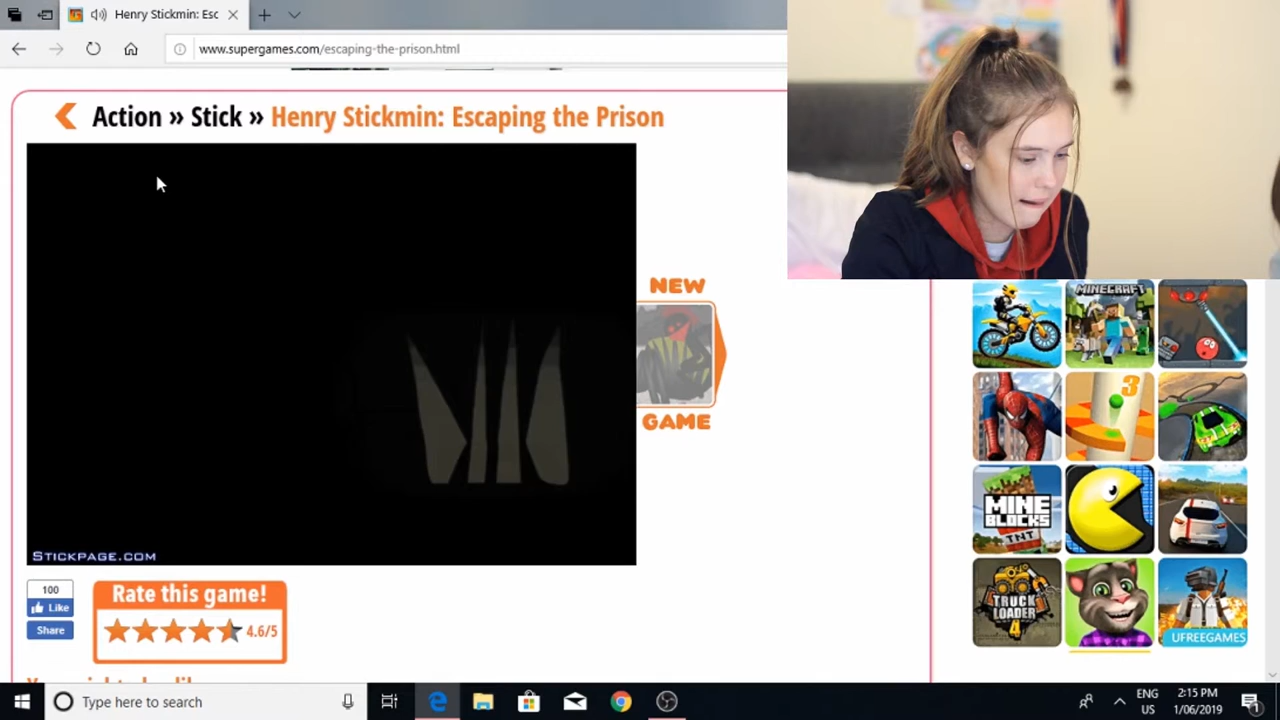 Henry Stickmin: Esc
www.supergames.com/escaping-the-prison.html
Action » Stick » Henry Stickmin: Escaping the Prison
NEW
GAME
MINECRAFT
3
MINE
BLOCKS
TNT
TRUCK
LOADER
4
UFREEGAMES
STICKPAGE.COM
100
Like
Share
Rate this game!
4.6/5
Type here to search
ENG
US
2:15 PM
1/06/2019
1